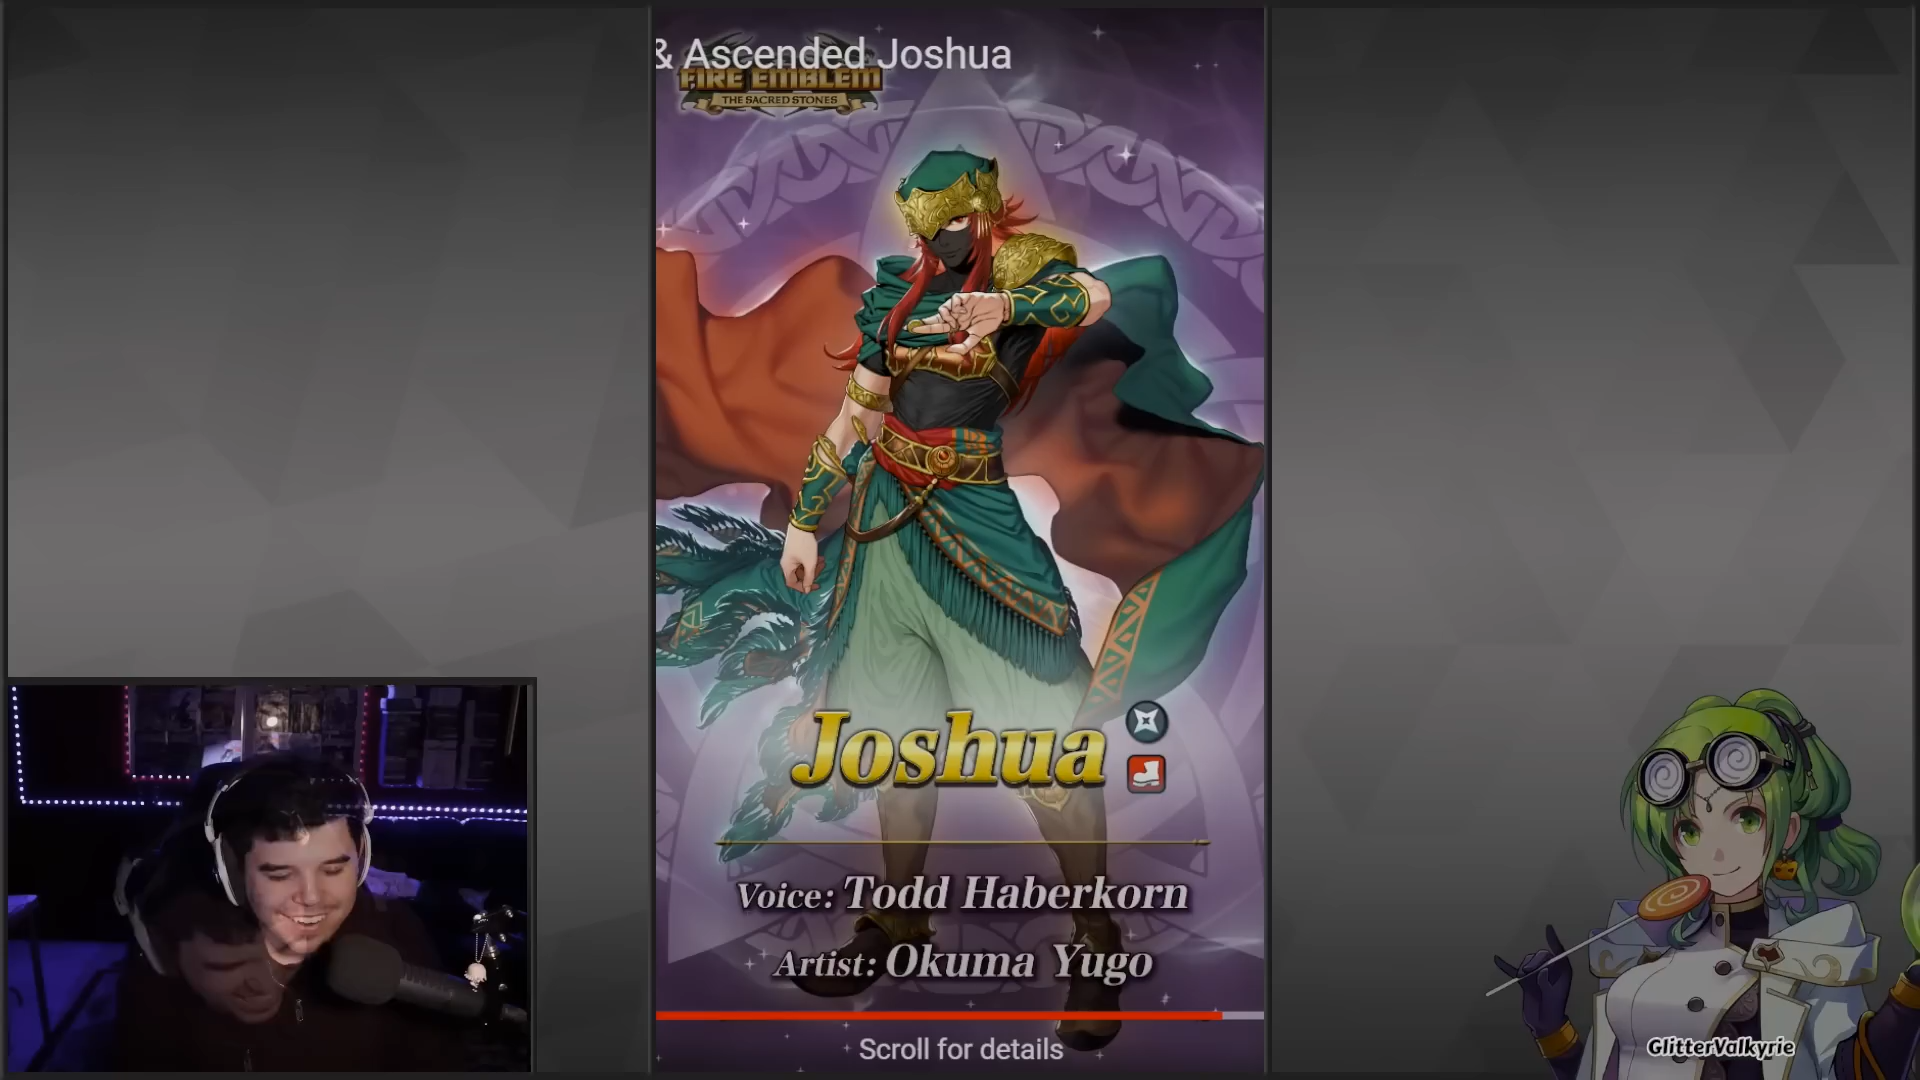 & Ascended Joshua
FIRE EMBLEM
THE SACRED STONES
Joshua
Voice: Todd Haberkorn
Artist: Okuma Yugo
Scroll for details
GlitterValkyrie